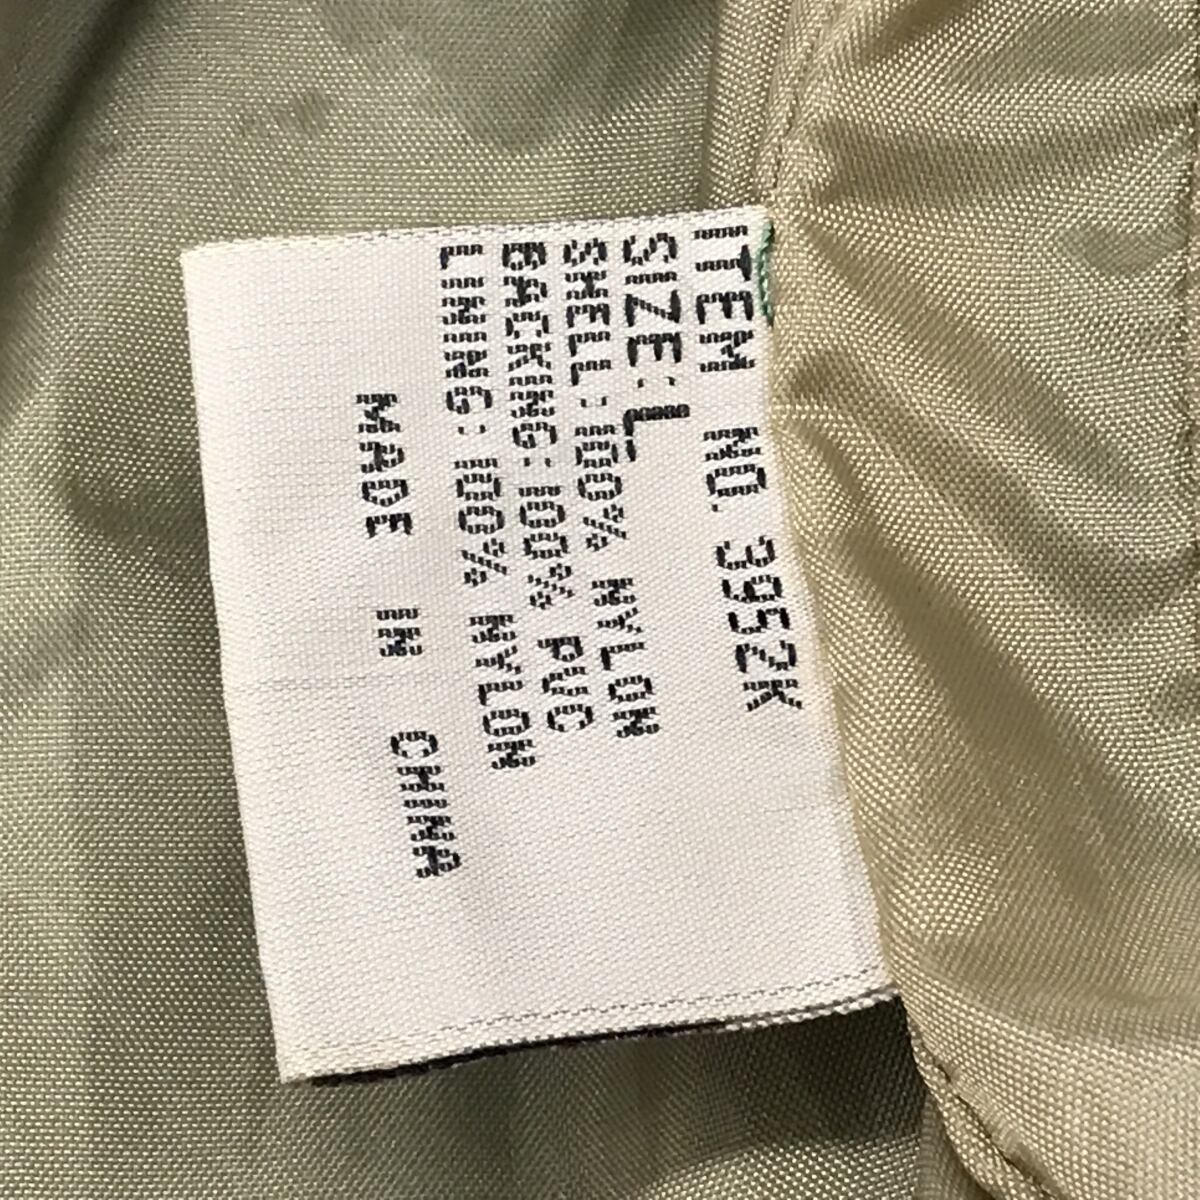 ITEM NO. 3952K
SIZE:L
SHELL:100% NYLON
BACKING:100% PVC
LINING:100% NYLON
MADE IN CHINA